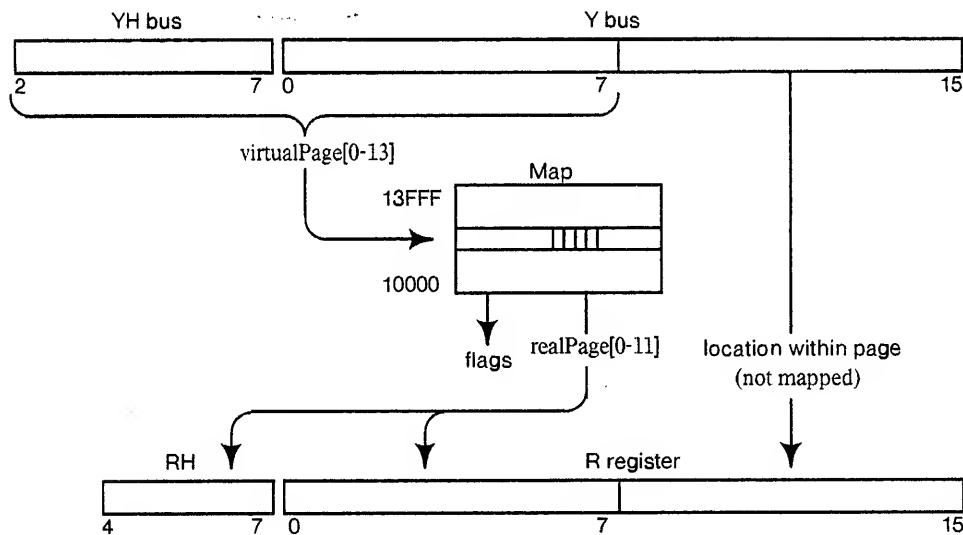 YH bus Y bus
2 7 0 7 15
virtualPage[0-13]
Map
13FFF
10000
flags
realPage[0-11]
location within page
(not mapped)
RH R register
4 7 0 7 15